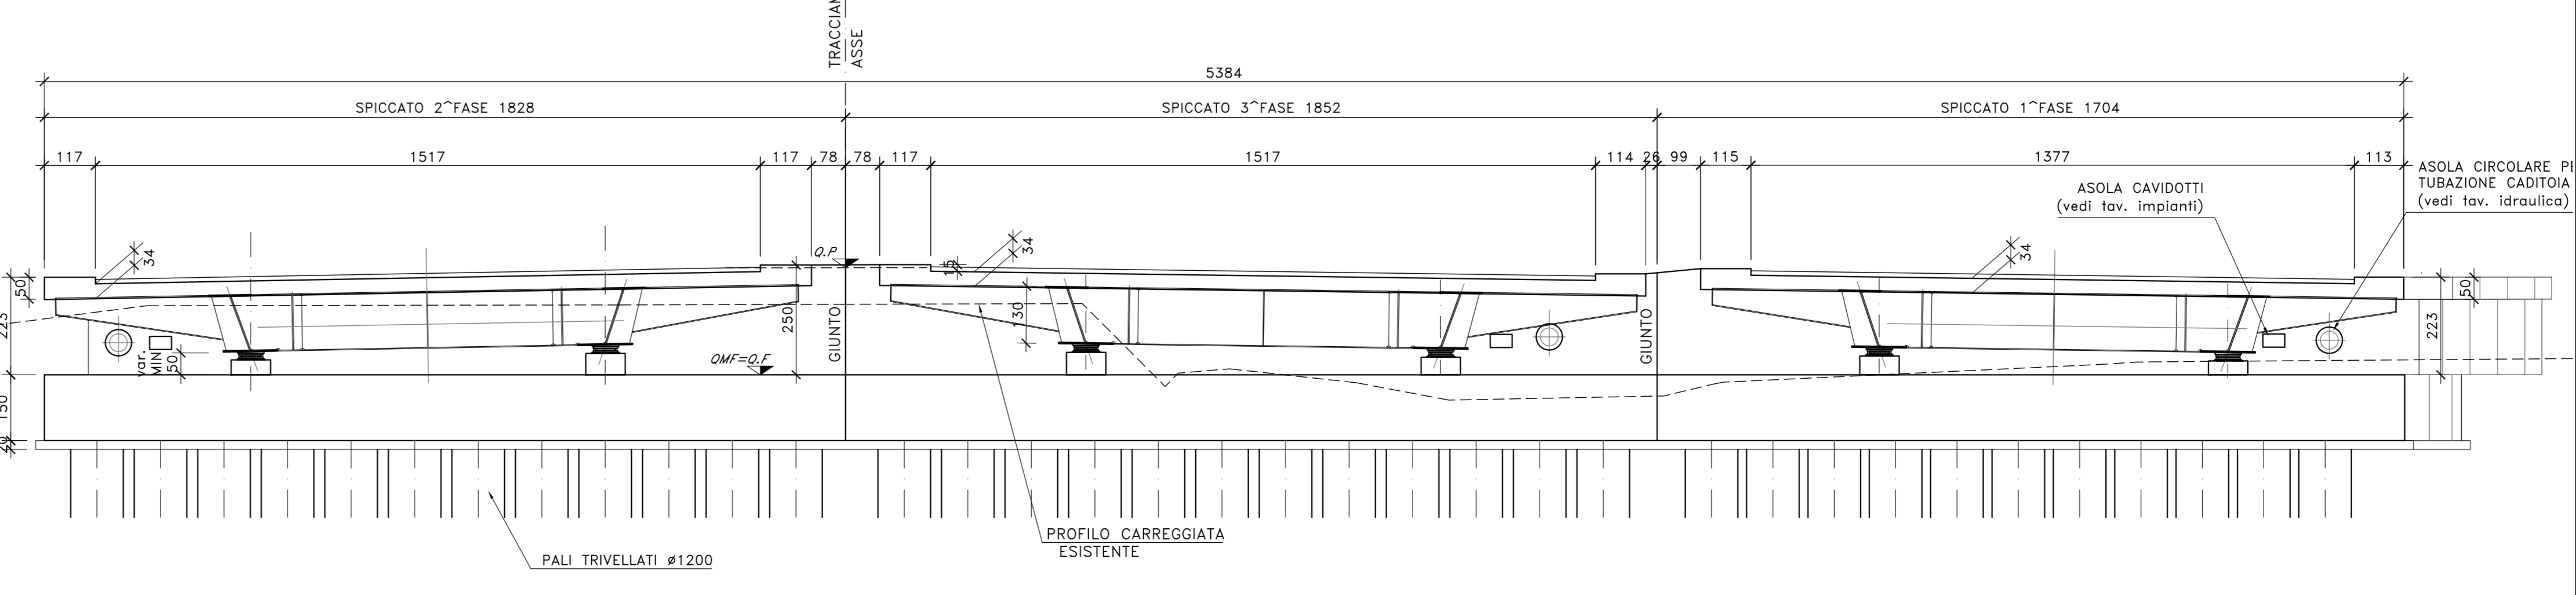 ASSE
5384
SPICCATO 2^FASE 1828
SPICCATO 3^FASE 1852
SPICCATO 1^FASE 1704
117
1517
117
78
78
117
1517
114
26
99
115
1377
113
ASOLA CIRCOLARE
TUBAZIONE CADITOIA
(vedi tav. idraulica)
ASOLA CAVIDOTTI
(vedi tav. impianti)
34
Q.P
15
34
34
50
223
var.
MIN
50
250
GIUNTO
QMF=Q.F
130
GIUNTO
50
223
150
PROFILO CARREGGIATA
ESISTENTE
PALI TRIVELLATI ø1200